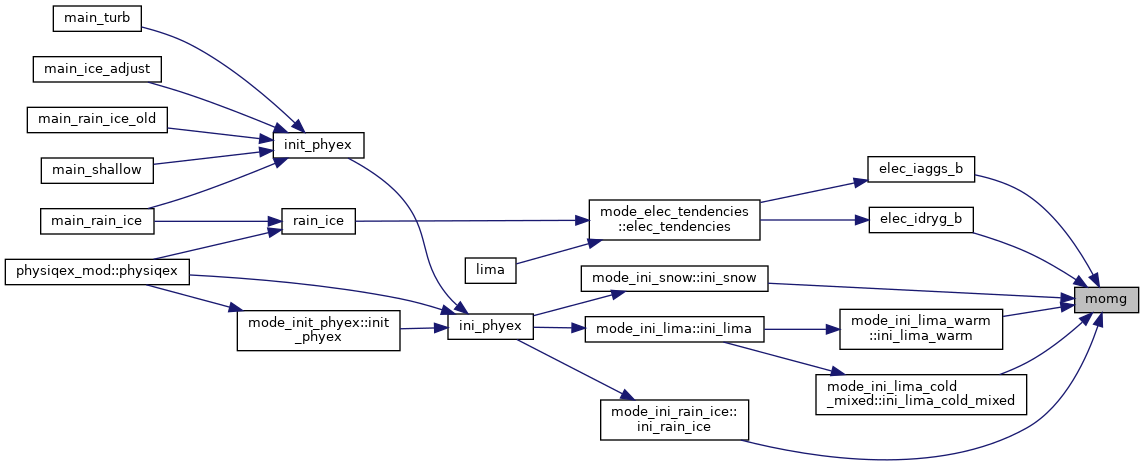 main_turb
main_ice_adjust
main_rain_ice_old
init_phyex
main_shallow
elec_iaggs_b
main_rain_ice
rain_ice
mode_elec_tendencies
::elec_tendencies
elec_idryg_b
physiqex_mod::physiqex
lima
mode_ini_snow::ini_snow
momg
mode_init_phyex::init
_phyex
ini_phyex
mode_ini_lima::ini_lima
mode_ini_lima_warm
::ini_lima_warm
mode_ini_lima_cold
_mixed::ini_lima_cold_mixed
mode_ini_rain_ice::
ini_rain_ice